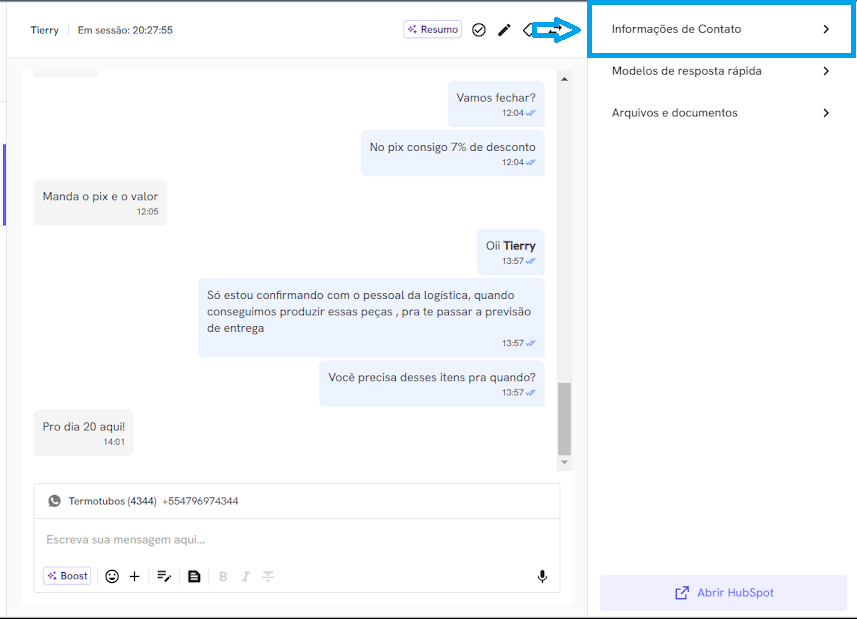 Tierry
Em sessão: 20:27:55
Resumo
Vamos fechar?
12:04
No pix consigo 7% de desconto
12:04
Manda o pix e o valor
12:05
Oii Tierry
13:57
Só estou confirmando com o pessoal da logística, quando
conseguimos produzir essas peças , pra te passar a previsão
de entrega
13:57
Você precisa desses itens pra quando?
13:57
Pro dia 20 aqui!
14:01
Termotubos (4344) +554796974344
Escreva sua mensagem aqui...
Boost
B I
Informações de Contato
Modelos de resposta rápida
Arquivos e documentos
Abrir HubSpot